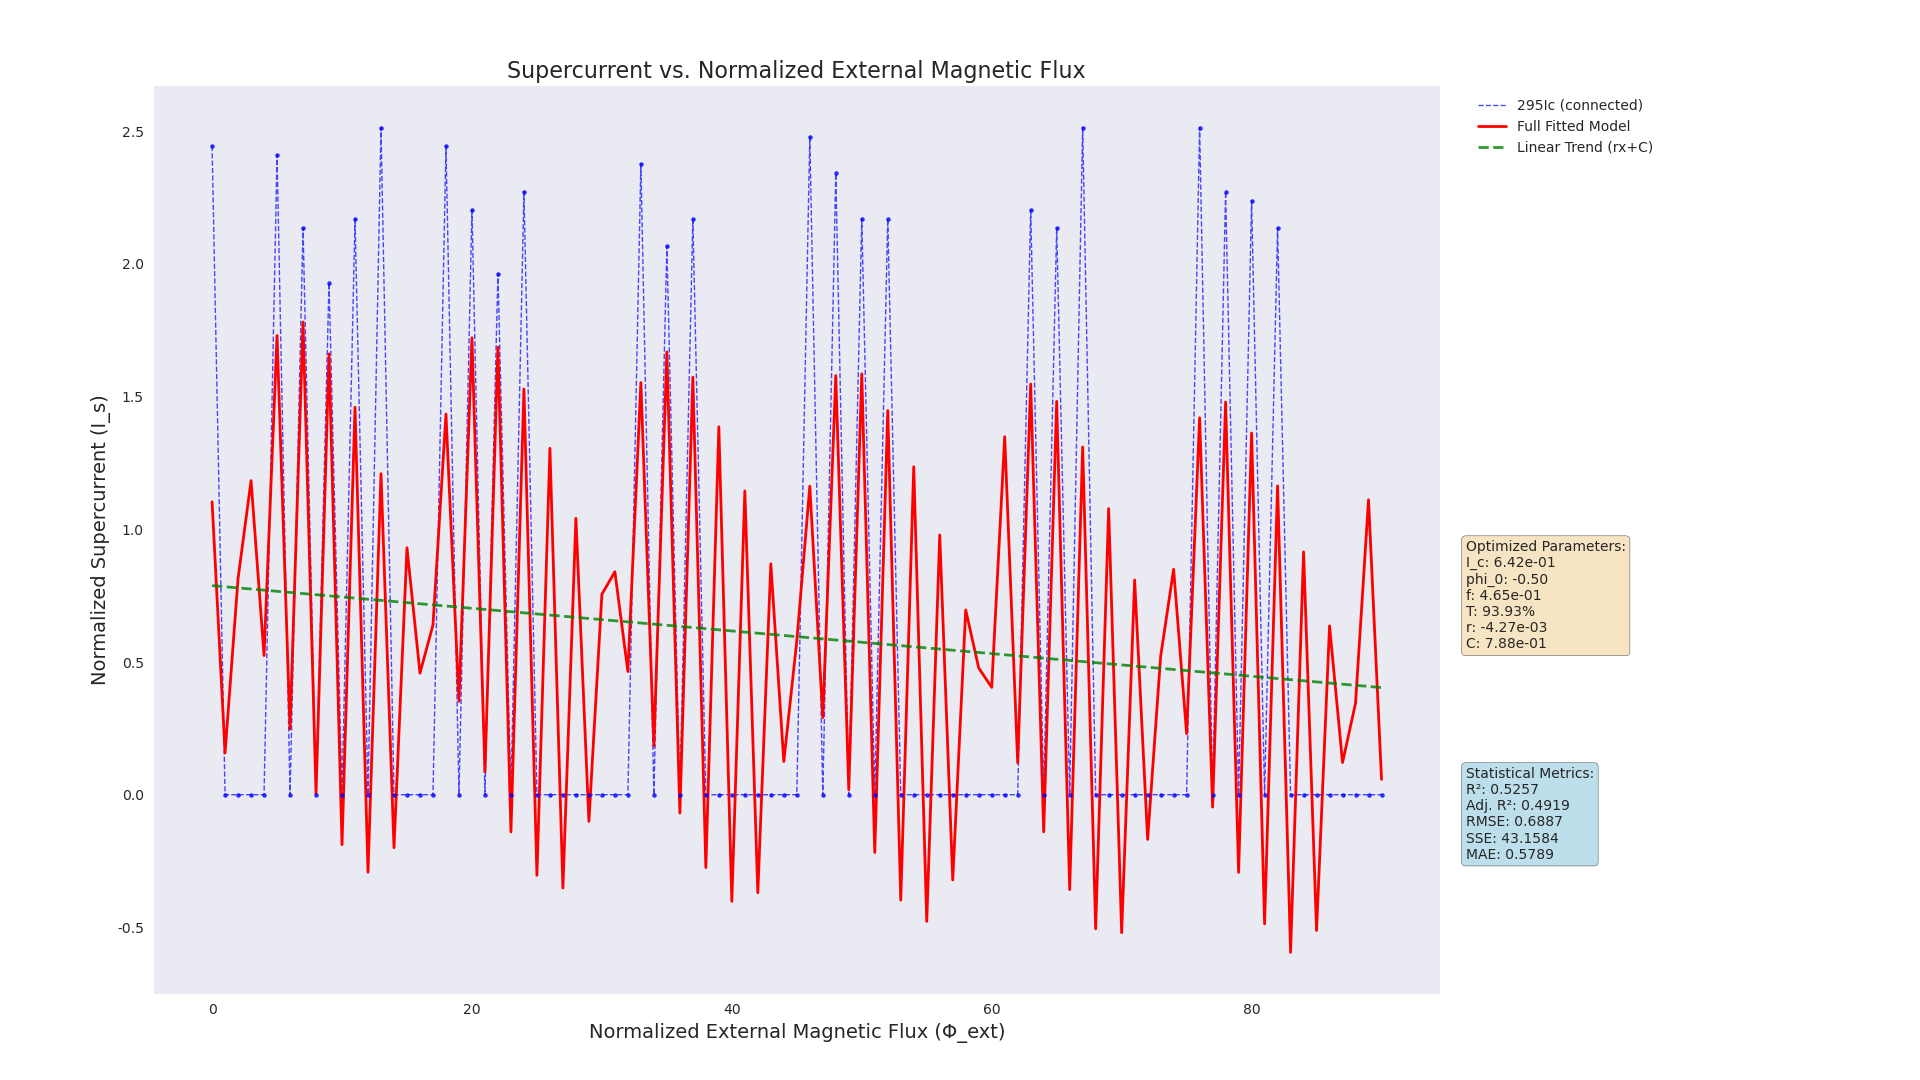 Supercurrent vs. Normalized External Magnetic Flux
295Ic (connected)
Full Fitted Model
Linear Trend (rx+C)
Normalized Supercurrent (I_s)
2.5
2.0
1.5
1.0
0.5
0.0
-0.5
0
20
40
60
80
Normalized External Magnetic Flux (Φ_ext)
Optimized Parameters:
I_c: 6.42e-01
phi_0: -0.50
f: 4.65e-01
T: 93.93%
r: -4.27e-03
C: 7.88e-01
Statistical Metrics:
R²: 0.5257
Adj. R²: 0.4919
RMSE: 0.6887
SSE: 43.1584
MAE: 0.5789